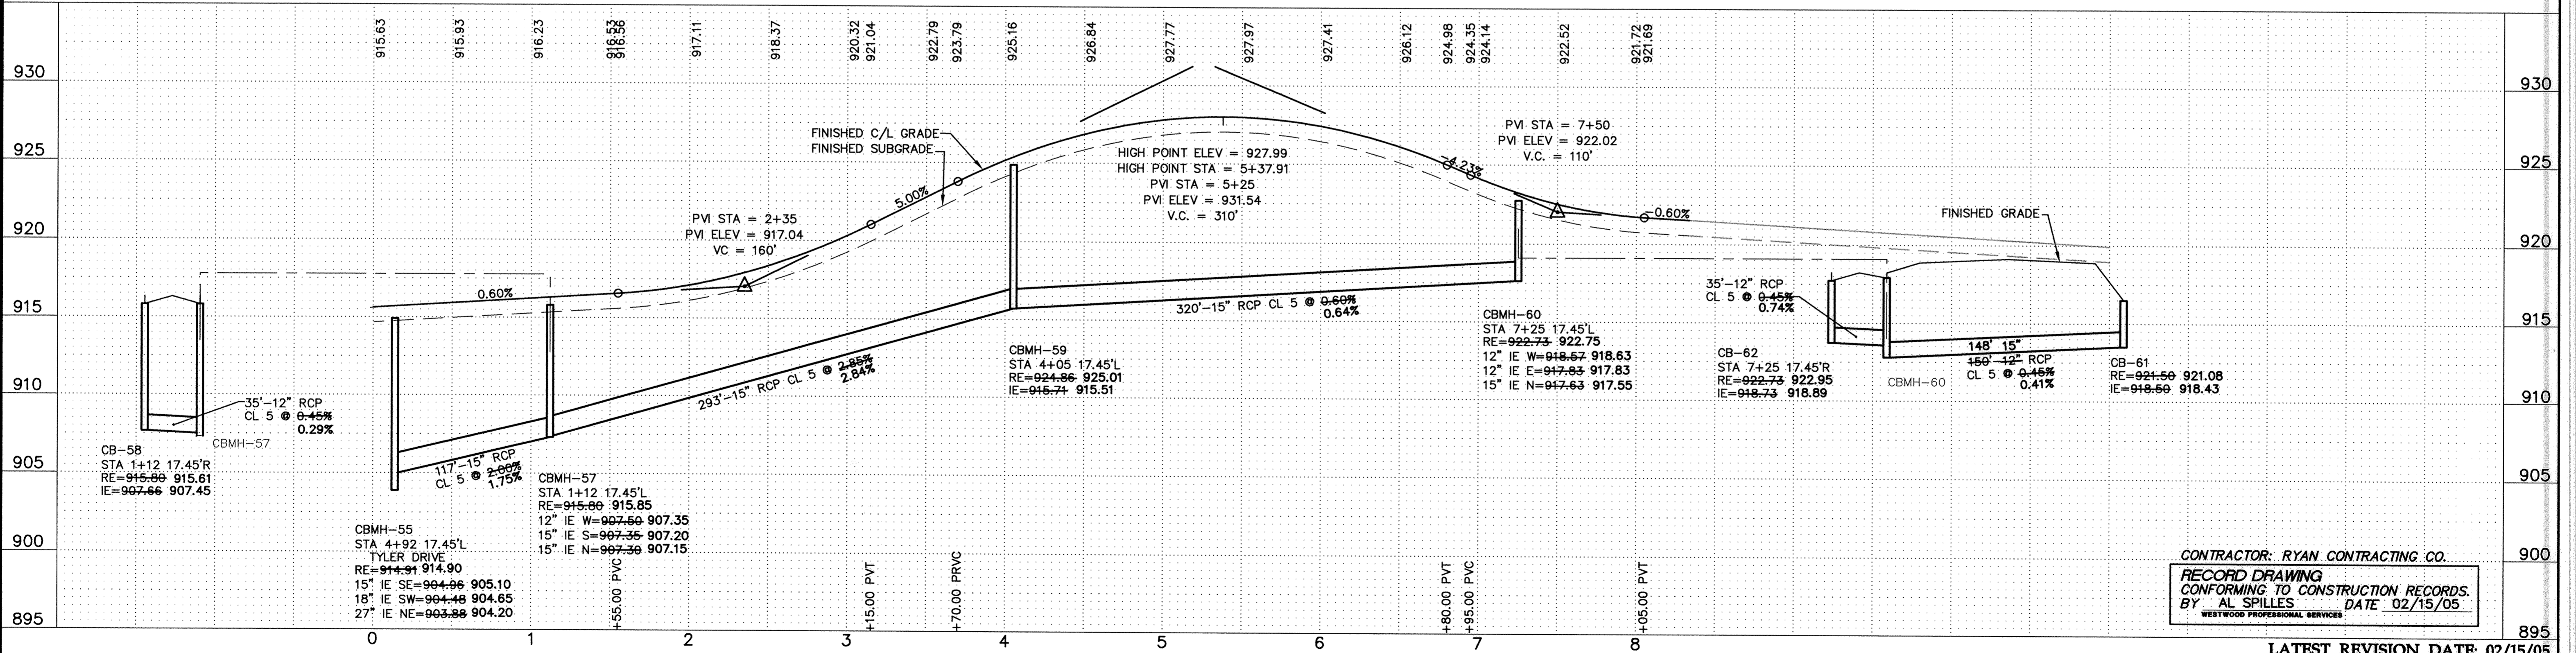 915.63
915.93
916.23
916.53
916.56
917.11
918.37
920.32
921.04
922.79
923.79
925.16
926.84
927.77
927.97
927.41
926.12
924.98
924.35
924.14
922.52
921.72
921.69
930
930
925
925
920
920
915
915
910
910
905
905
900
900
895
895
FINISHED C/L GRADE
FINISHED SUBGRADE
5.00%
0.60%
PVI STA = 2+35
PVI ELEV = 917.04
VC = 160'
HIGH POINT ELEV = 927.99
HIGH POINT STA = 5+37.91
PVI STA = 5+25
PVI ELEV = 931.54
V.C. = 310'
-4.23%
PVI STA = 7+50
PVI ELEV = 922.02
V.C. = 110'
-0.60%
FINISHED GRADE
35'-12" RCP
CL 5 @ 0.45%
0.29%
CBMH-57
CB-58
STA 1+12 17.45'R
RE=915.80 915.61
IE=907.66 907.45
117'-15" RCP
CL 5 @ 2.00%
1.75%
293'-15" RCP CL 5 @ 2.85%
2.84%
320'-15" RCP CL 5 @ 0.60%
0.64%
CBMH-55
STA 4+92 17.45'L
TYLER DRIVE
RE=914.91 914.90
15" IE SE=904.96 905.10
18" IE SW=904.48 904.65
27" IE NE=903.88 904.20
CBMH-57
STA 1+12 17.45'L
RE=915.80 915.85
12" IE W=907.50 907.35
15" IE S=907.35 907.20
15" IE N=907.30 907.15
CBMH-59
STA 4+05 17.45'L
RE=924.86 925.01
IE=915.71 915.51
CBMH-60
STA 7+25 17.45'L
RE=922.73 922.75
12" IE W=918.57 918.63
12" IE E=917.83 917.83
15" IE N=917.63 917.55
35'-12" RCP
CL 5 @ 0.45%
0.74%
CB-62
STA 7+25 17.45'R
RE=922.73 922.95
IE=918.73 918.89
CBMH-60
148' 15"
150'-12" RCP
CL 5 @ 0.45%
0.41%
CB-61
RE=921.50 921.08
IE=918.50 918.43
+55.00 PVC
+15.00 PVT
+70.00 PRVC
+80.00 PVT
+95.00 PVC
+05.00 PVT
0
1
2
3
4
5
6
7
8
CONTRACTOR: RYAN CONTRACTING CO.
RECORD DRAWING
CONFORMING TO CONSTRUCTION RECORDS.
BY AL SPILLES DATE 02/15/05
WESTWOOD PROFESSIONAL SERVICES
LATEST REVISION DATE: 02/15/05